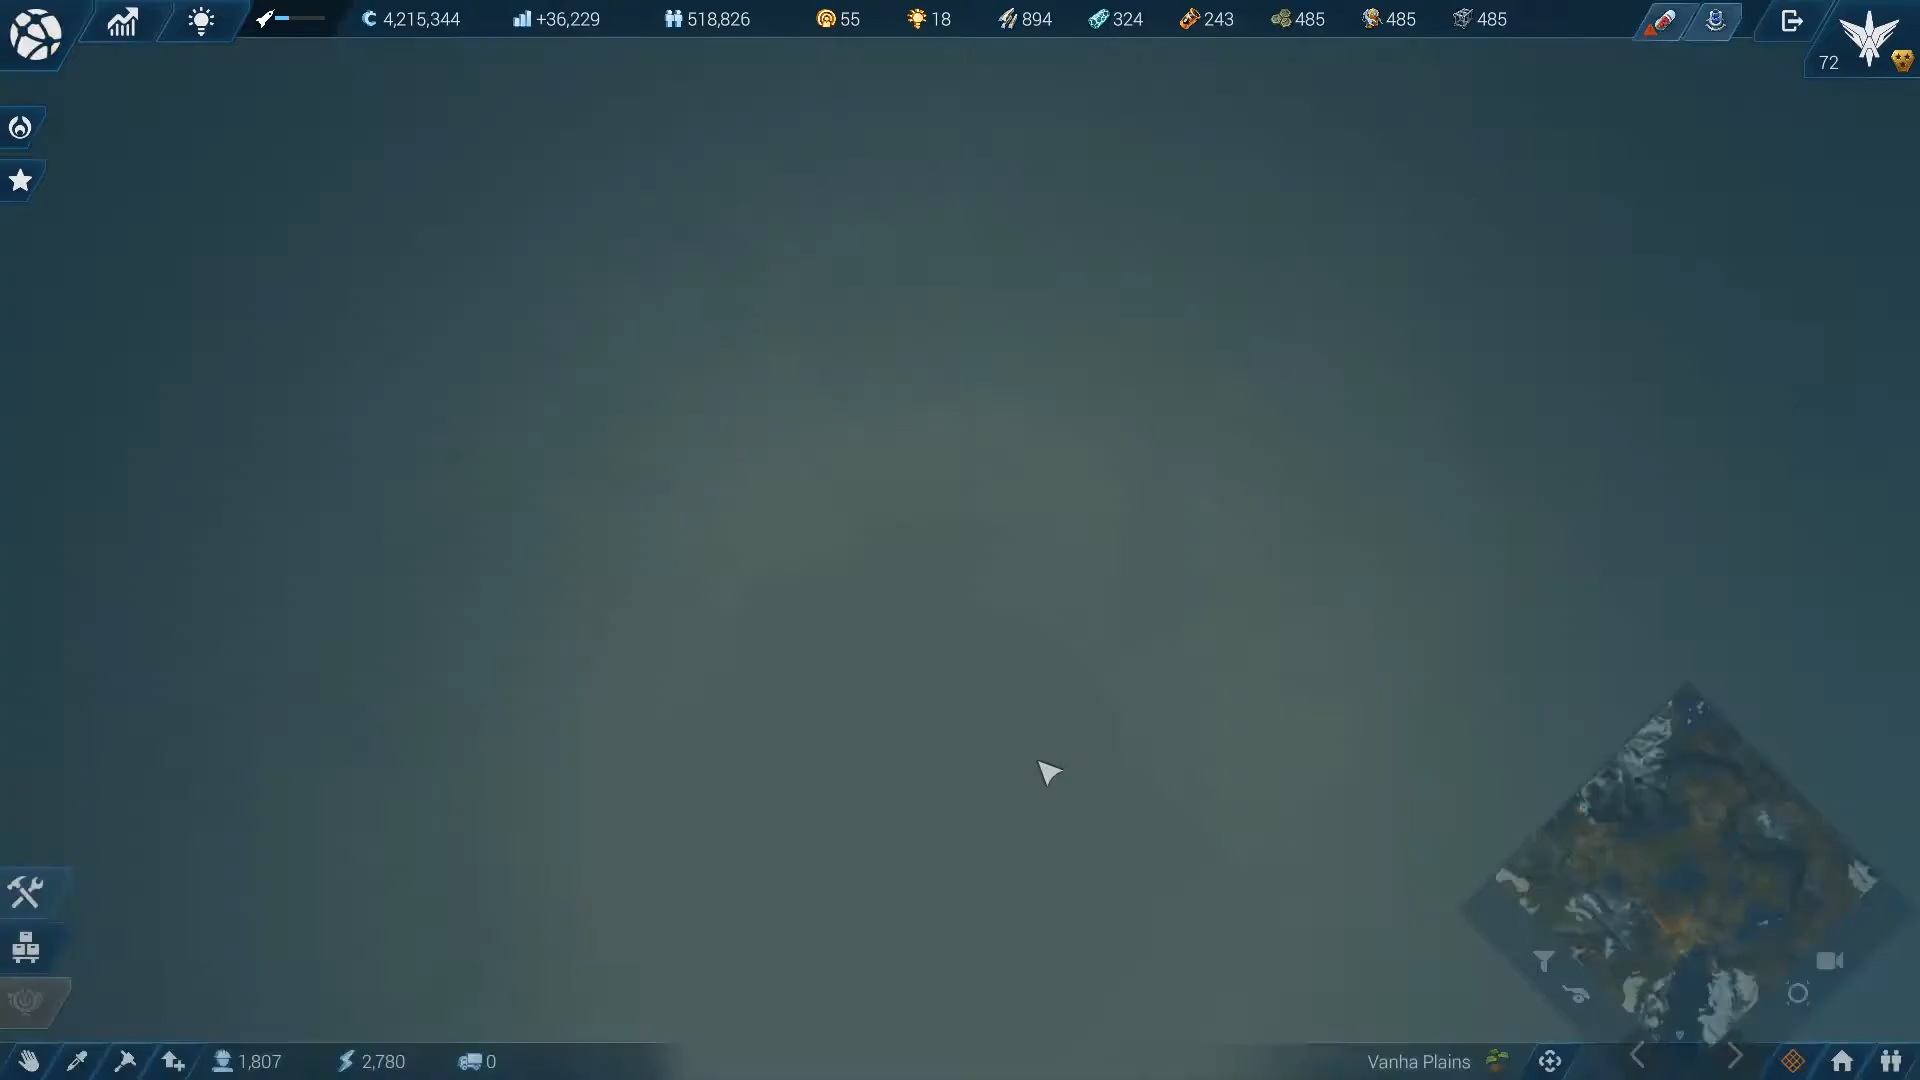 4,215,344 +36,229 518,826 55 18 894 324 243 485 485 485
72
1,807 2,780 0 Vanha Plains